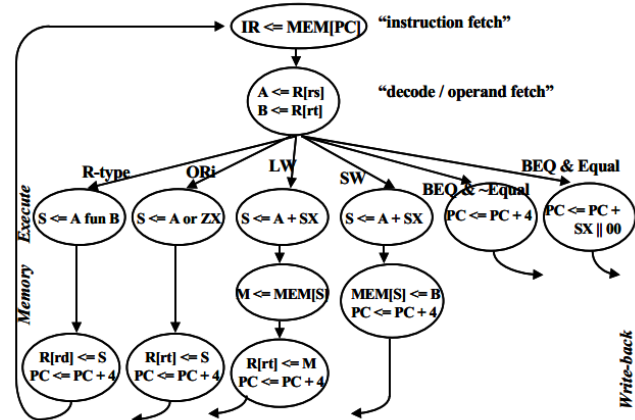 IR <= MEM[PC]
“instruction fetch”
A <= R[rs]
B <= R[rt]
“decode / operand fetch”
R-type
ORi
LW
SW
BEQ & ~Equal
BEQ & Equal
Execute
S <= A fun B
S <= A or ZX
S <= A + SX
S <= A + SX
PC <= PC + 4
PC <= PC +
SX || 00
Memory
M <= MEM[S]
MEM[S] <= B
PC <= PC + 4
R[rd] <= S
PC <= PC + 4
R[rt] <= S
PC <= PC + 4
R[rt] <= M
PC <= PC + 4
Write-back